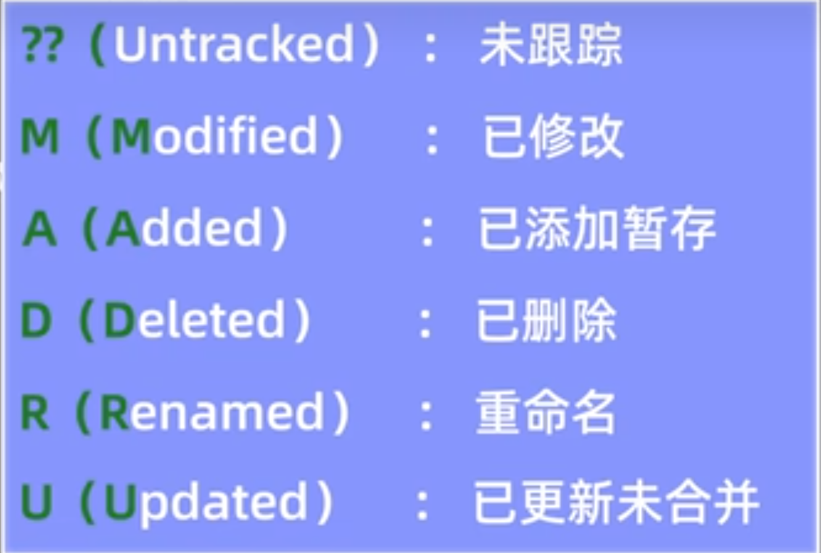 ??（Untracked）：未跟踪
M（Modified）：已修改
A（Added）：已添加暂存
D（Deleted）：已删除
R（Renamed）：重命名
U（Updated）：已更新未合并